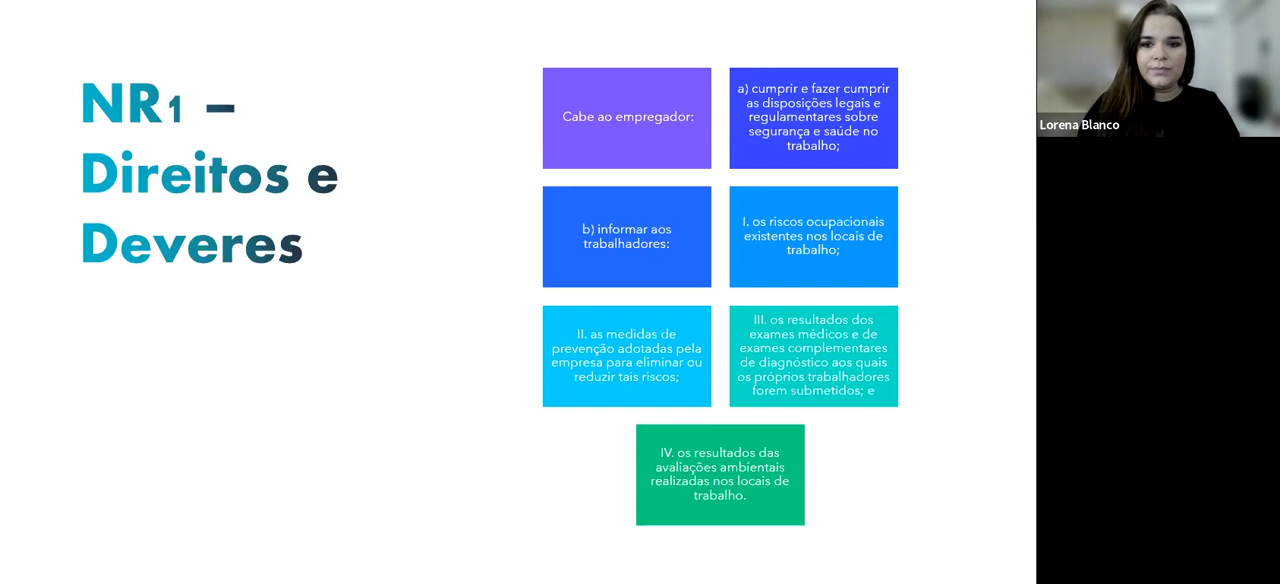 NR1 –
Direitos e
Deveres
Cabe ao empregador:
a) cumprir e fazer cumprir
as disposições legais e
regulamentares sobre
segurança e saúde no
trabalho;
b) informar aos
trabalhadores:
I. os riscos ocupacionais
existentes nos locais de
trabalho;
II. as medidas de
prevenção adotadas pela
empresa para eliminar ou
reduzir tais riscos;
III. os resultados dos
exames médicos e de
exames complementares
de diagnóstico aos quais
os próprios trabalhadores
forem submetidos; e
IV. os resultados das
avaliações ambientais
realizadas nos locais de
trabalho.
Lorena Blanco